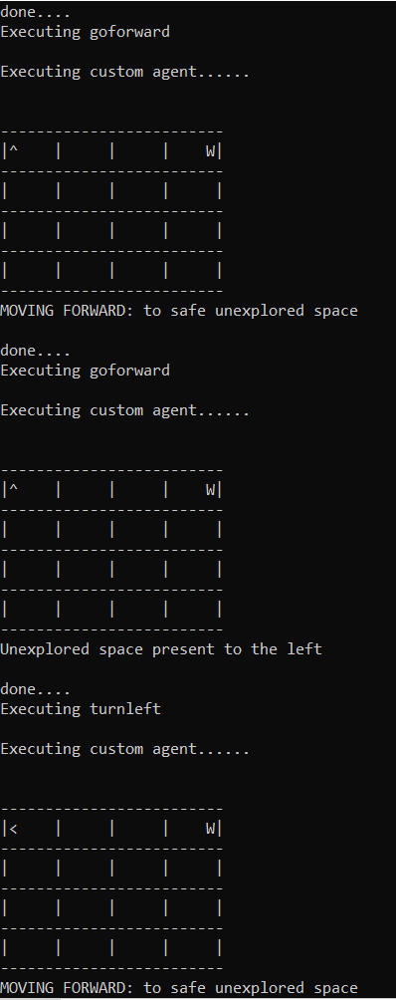 done....
Executing goforward
Executing custom agent......
-------------------------
|^    |     |     |    W|
-------------------------
|     |     |     |     |
-------------------------
|     |     |     |     |
-------------------------
|     |     |     |     |
-------------------------
MOVING FORWARD: to safe unexplored space
done....
Executing goforward
Executing custom agent......
-------------------------
|^    |     |     |    W|
-------------------------
|     |     |     |     |
-------------------------
|     |     |     |     |
-------------------------
|     |     |     |     |
-------------------------
Unexplored space present to the left
done....
Executing turnleft
Executing custom agent......
-------------------------
|<    |     |     |    W|
-------------------------
|     |     |     |     |
-------------------------
|     |     |     |     |
-------------------------
|     |     |     |     |
-------------------------
MOVING FORWARD: to safe unexplored space